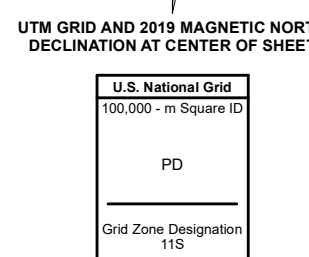 UTM GRID AND 2019 MAGNETIC NORT
DECLINATION AT CENTER OF SHEET
U.S. National Grid
100,000 - m Square ID
PD
Grid Zone Designation
11S